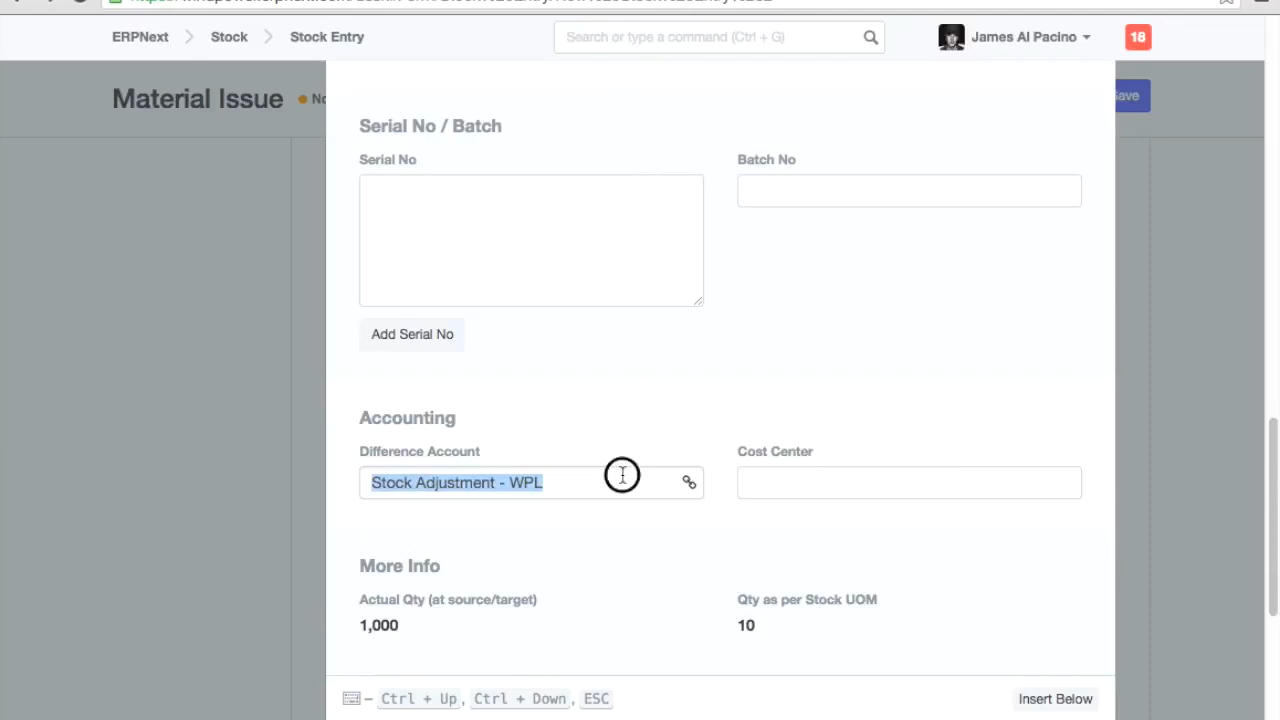 ERPNext Stock Stock Entry Search or type a command (Ctrl + G) James Al Pacino 18
Material Issue
Serial No / Batch
Serial No Batch No
Add Serial No
Accounting
Difference Account Cost Center
Stock Adjustment - WPL
More Info
Actual Qty (at source/target) Qty as per Stock UOM
1,000 10
– Ctrl + Up, Ctrl + Down, ESC Insert Below